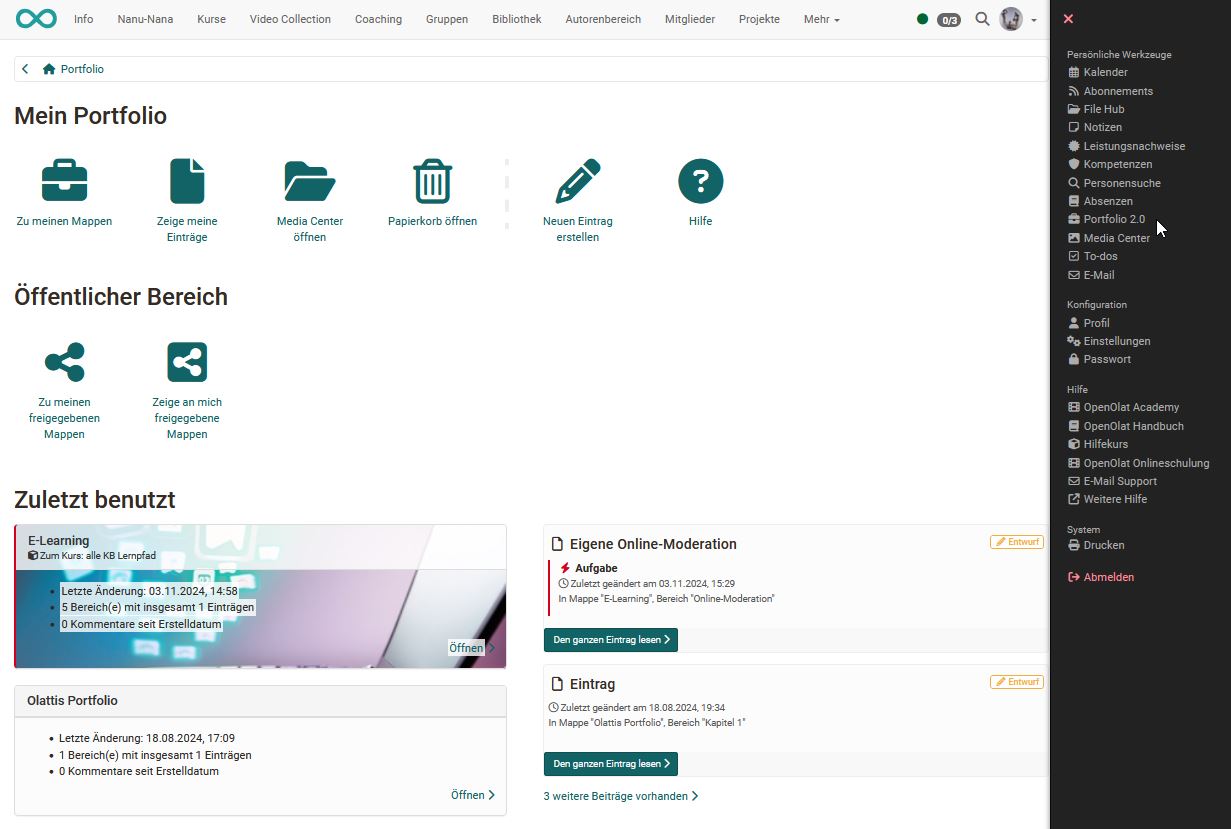 Info Nanu-Nana Kurse Video Collection Coaching Gruppen Bibliothek Autorenbereich Mitglieder Projekte Mehr 0/3
Portfolio
Mein Portfolio
Zu meinen Mappen
Zeige meine
Einträge
Media Center
öffnen
Papierkorb öffnen
Neuen Eintrag
erstellen
?
Hilfe
Öffentlicher Bereich
Zu meinen
freigegebenen
Mappen
Zeige an mich
freigegebene
Mappen
Zuletzt benutzt
E-Learning
Zum Kurs: alle KB Lernpfad
Letzte Änderung: 03.11.2024, 14:58
5 Bereich(e) mit insgesamt 1 Einträgen
0 Kommentare seit Erstelldatum
Öffnen
Olattis Portfolio
Letzte Änderung: 18.08.2024, 17:09
1 Bereich(e) mit insgesamt 1 Einträgen
0 Kommentare seit Erstelldatum
Öffnen
Eigene Online-Moderation
Entwurf
Aufgabe
Zuletzt geändert am 03.11.2024, 15:29
In Mappe "E-Learning", Bereich "Online-Moderation"
Den ganzen Eintrag lesen
Eintrag
Entwurf
Zuletzt geändert am 18.08.2024, 19:34
In Mappe "Olattis Portfolio", Bereich "Kapitel 1"
Den ganzen Eintrag lesen
3 weitere Beiträge vorhanden
Persönliche Werkzeuge
Kalender
Abonnements
File Hub
Notizen
Leistungsnachweise
Kompetenzen
Personensuche
Absenzen
Portfolio 2.0
Media Center
To-dos
E-Mail
Konfiguration
Profil
Einstellungen
Passwort
Hilfe
OpenOlat Academy
OpenOlat Handbuch
Hilfekurs
OpenOlat Onlineschulung
E-Mail Support
Weitere Hilfe
System
Drucken
Abmelden